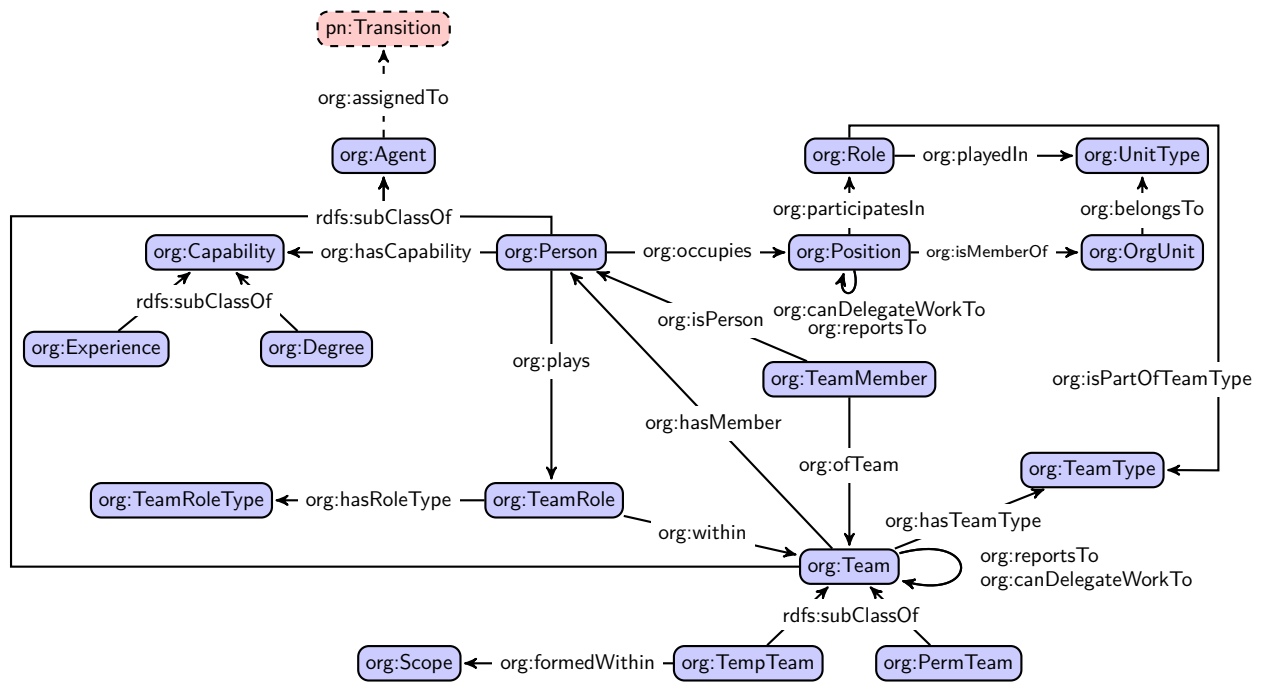 pn:Transition
org:assignedTo
org:Agent
org:Role
org:playedIn
org:UnitType
rdfs:subClassOf
org:participatesIn
org:belongsTo
org:Capability
org:hasCapability
org:Person
org:occupies
org:Position
org:isMemberOf
org:OrgUnit
rdfs:subClassOf
org:canDelegateWorkTo
org:isPerson
org:reportsTo
org:Experience
org:Degree
org:plays
org:TeamMember
org:isPartOfTeamType
org:hasMember
org:ofTeam
org:TeamType
org:TeamRoleType
org:hasRoleType
org:TeamRole
org:hasTeamType
org:within
org:Team
org:reportsTo
org:canDelegateWorkTo
rdfs:subClassOf
org:Scope
org:formedWithin
org:TempTeam
org:PermTeam